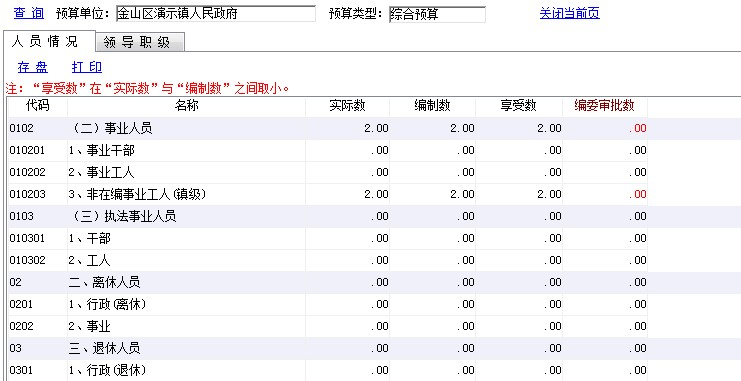 查 询 预算单位： 金山区演示镇人民政府 预算类型： 综合预算 关闭当前页
人 员 情 况 领 导 职 级
存 盘 打 印
注：“享受数”在“实际数”与“编制数”之间取小。
代码 名称 实际数 编制数 享受数 编委审批数
0102 （二）事业人员 2.00 2.00 2.00 .00
010201 1、事业干部 .00 .00 .00 .00
010202 2、事业工人 .00 .00 .00 .00
010203 3、非在编事业工人(镇级) 2.00 2.00 2.00 .00
0103 （三）执法事业人员 .00 .00 .00 .00
010301 1、干部 .00 .00 .00 .00
010302 2、工人 .00 .00 .00 .00
02 二、离休人员 .00 .00 .00 .00
0201 1、行政(离休) .00 .00 .00 .00
0202 2、事业 .00 .00 .00 .00
03 三、退休人员 .00 .00 .00 .00
0301 1、行政(退休) .00 .00 .00 .00